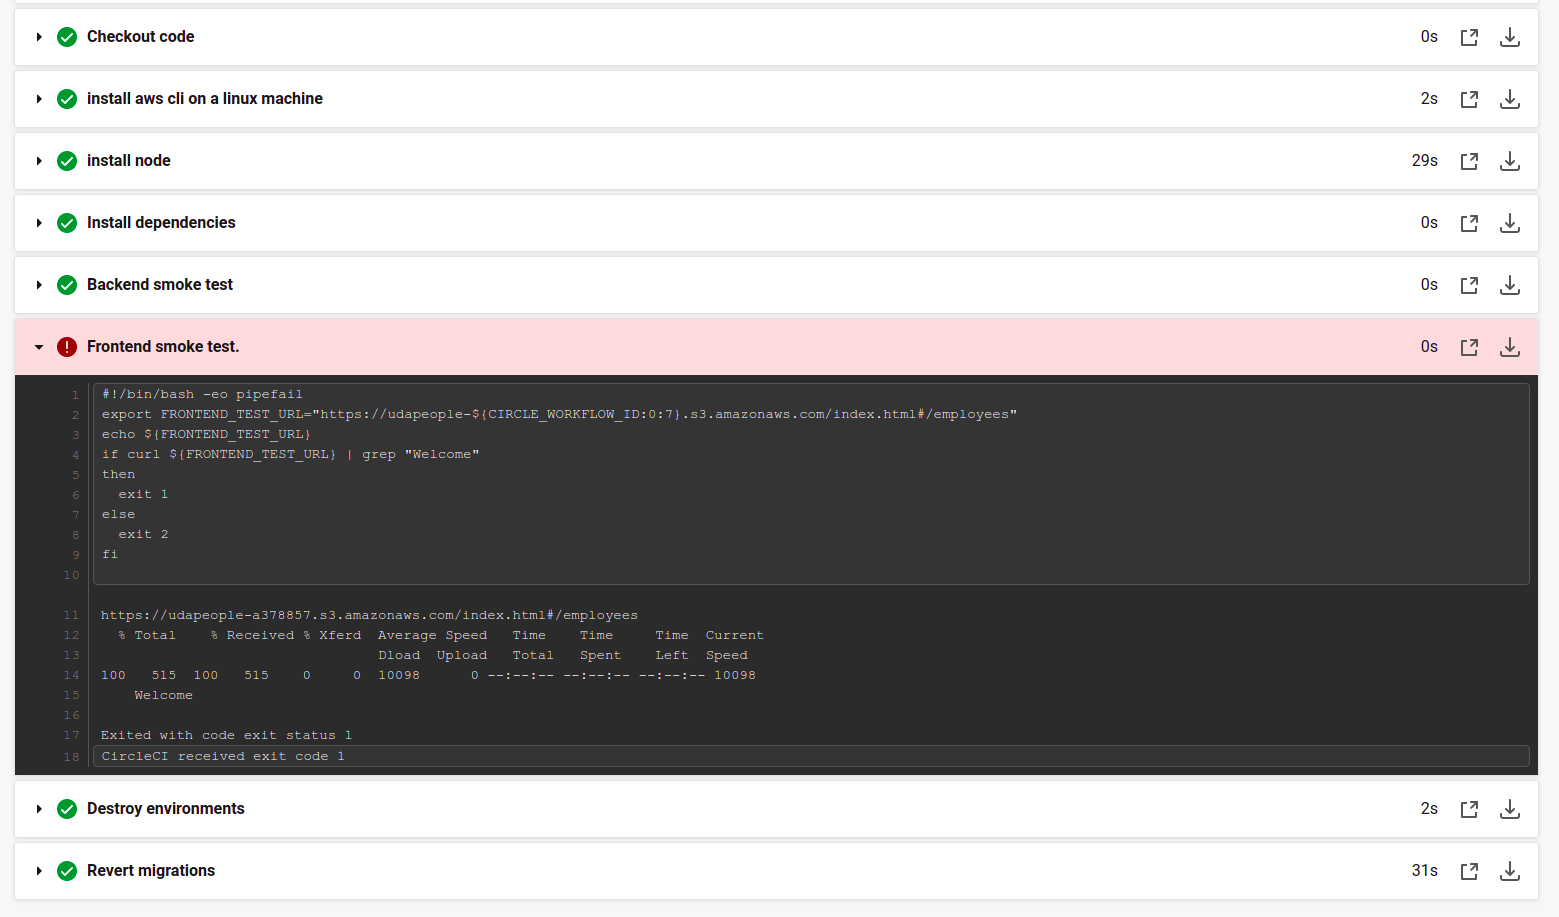 Checkout code 0s
install aws cli on a linux machine 2s
install node 29s
Install dependencies 0s
Backend smoke test 0s
Frontend smoke test. 0s
1 #!/bin/bash -eo pipefail
2 export FRONTEND_TEST_URL="https://udapeople-${CIRCLE_WORKFLOW_ID:0:7}.s3.amazonaws.com/index.html#/employees"
3 echo ${FRONTEND_TEST_URL}
4 if curl ${FRONTEND_TEST_URL} | grep "Welcome"
5 then
6   exit 1
7 else
8   exit 2
9 fi
10
11 https://udapeople-a378857.s3.amazonaws.com/index.html#/employees
12   % Total    % Received % Xferd  Average Speed   Time    Time     Time  Current
13                                  Dload  Upload   Total   Spent    Left  Speed
14 100   515  100   515    0     0  10098      0 --:--:-- --:--:-- --:--:-- 10098
15     Welcome
16
17 Exited with code exit status 1
18 CircleCI received exit code 1
Destroy environments 2s
Revert migrations 31s